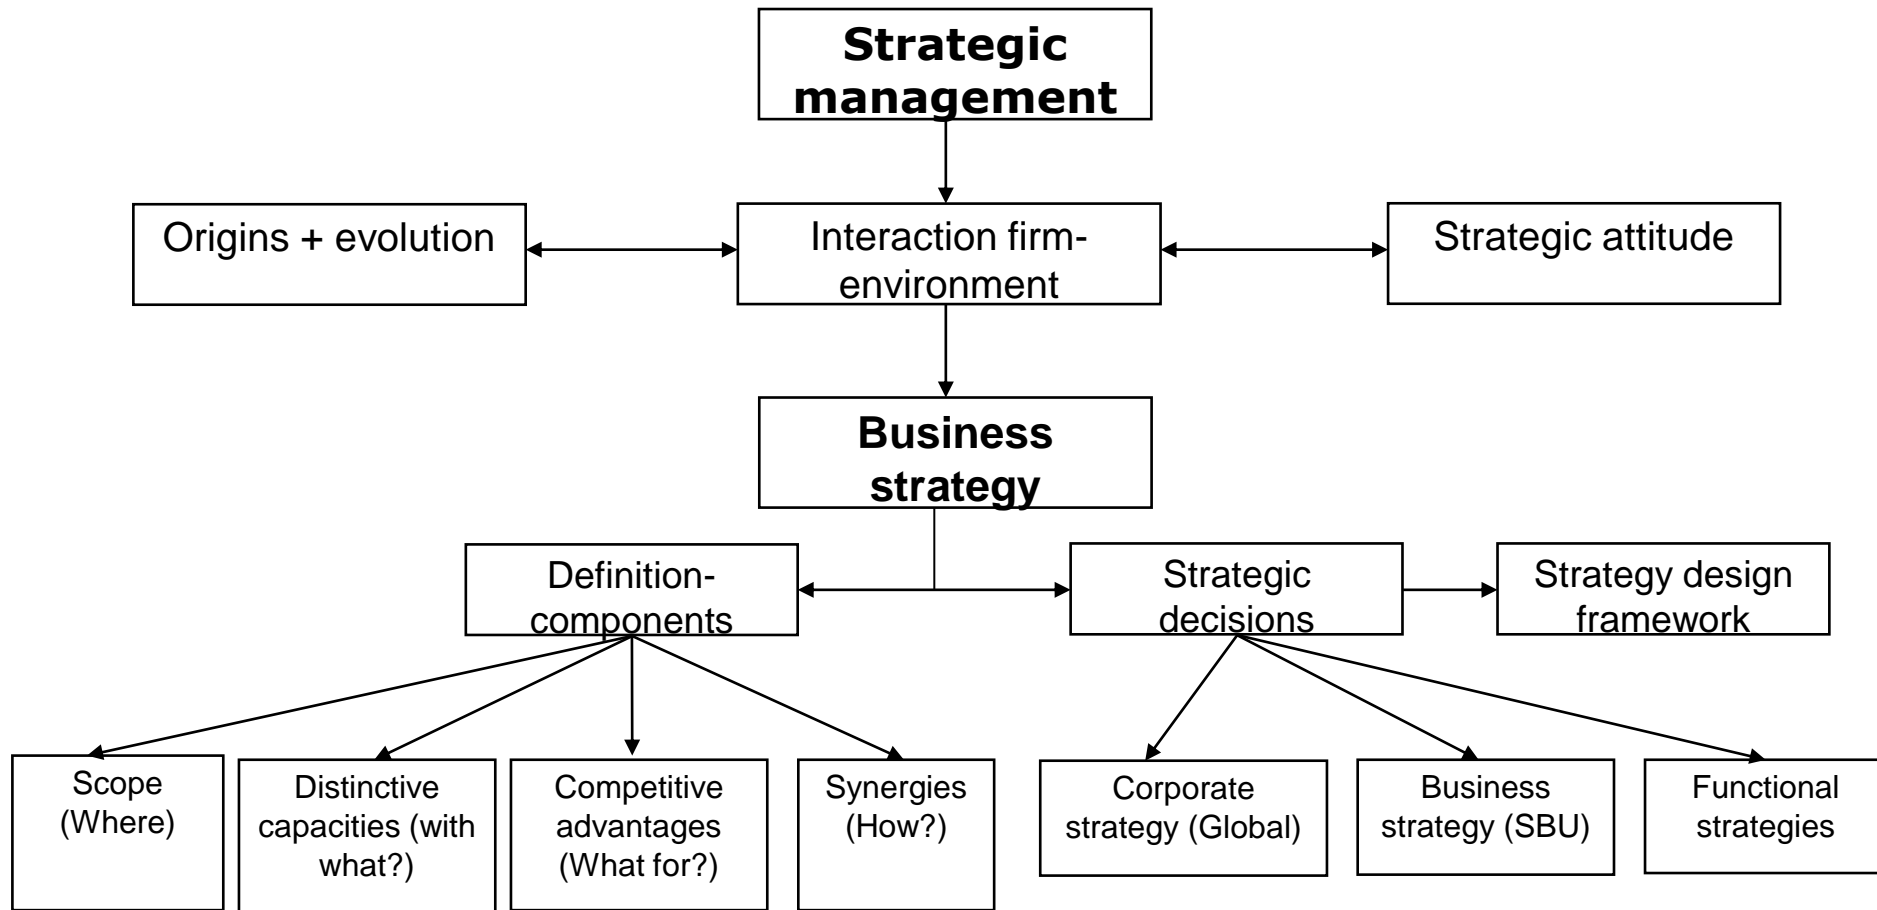 Strategic
management
Origins + evolution
Interaction firm-
environment
Strategic attitude
Business
strategy
Definition-
components
Strategic
decisions
Strategy design
framework
Scope
(Where)
Distinctive
capacities (with
what?)
Competitive
advantages
(What for?)
Synergies
(How?)
Corporate
strategy (Global)
Business
strategy (SBU)
Functional
strategies